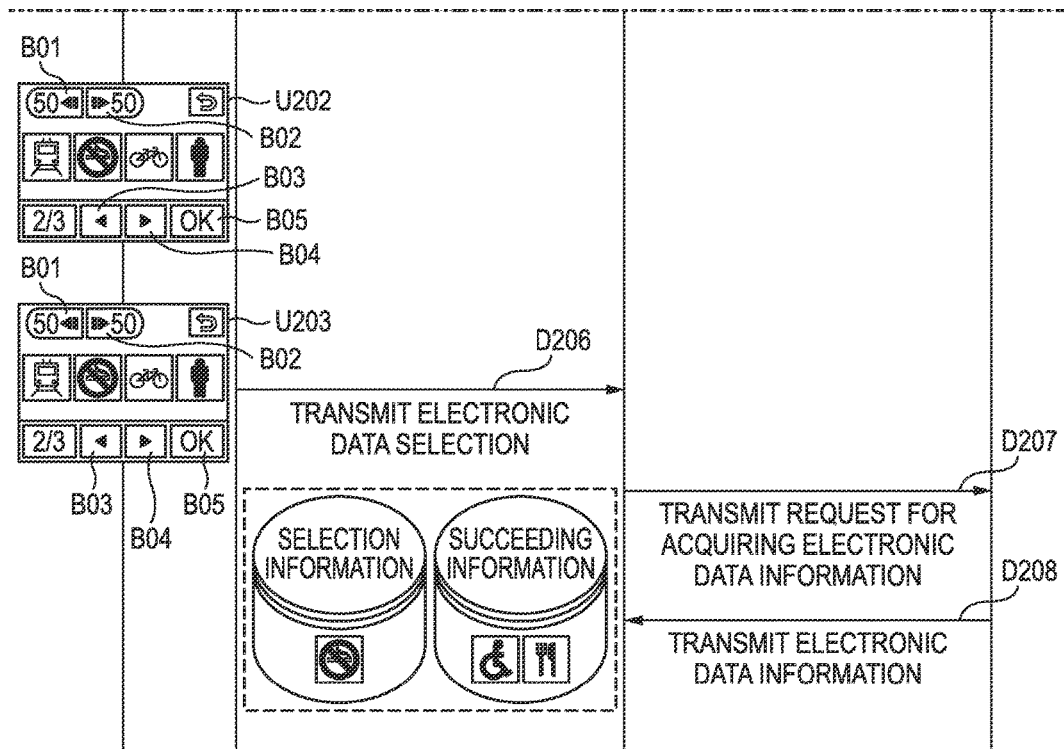 B01
50 50
U202
B02
B03
2/3 OK
B05
B04
B01
50 50
U203
B02
D206
TRANSMIT ELECTRONIC
DATA SELECTION
2/3 OK
B03
B05
B04
D207
SELECTION
INFORMATION
SUCCEEDING
INFORMATION
TRANSMIT REQUEST FOR
ACQUIRING ELECTRONIC
DATA INFORMATION
D208
TRANSMIT ELECTRONIC
DATA INFORMATION